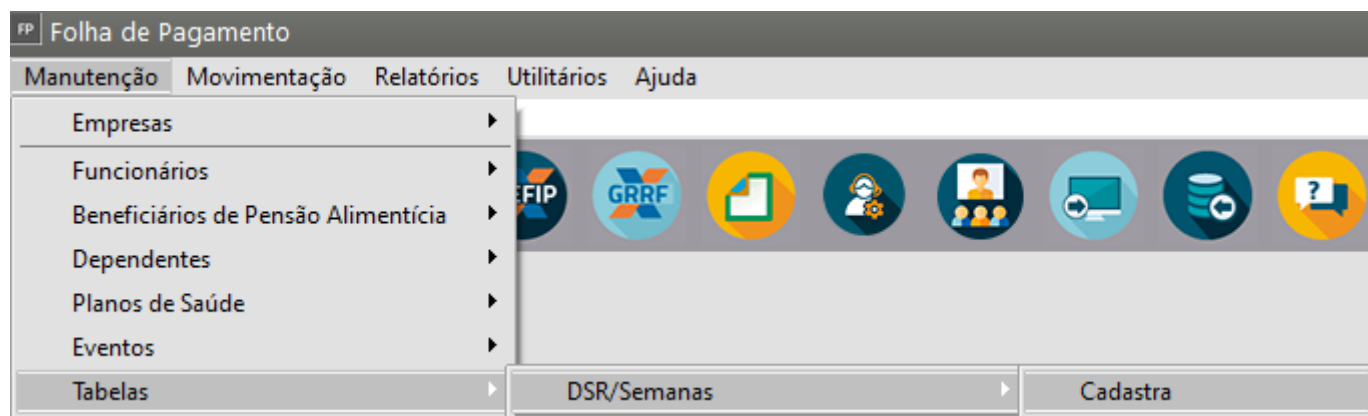 FP Folha de Pagamento
Manutenção Movimentação Relatórios Utilitários Ajuda
Empresas
Funcionários
EFIP GRRF ?
Beneficiários de Pensão Alimentícia
Dependentes
Planos de Saúde
Eventos
Tabelas DSR/Semanas Cadastra